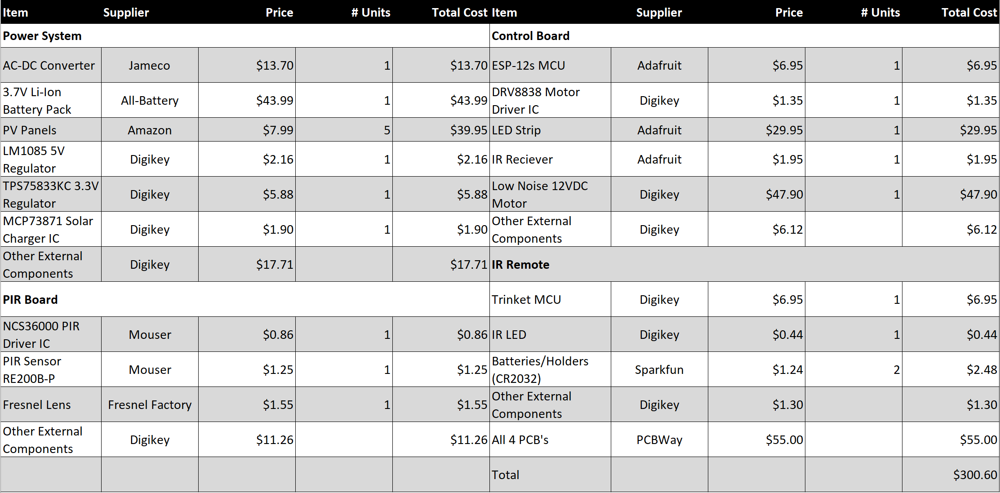 Item Supplier Price # Units Total Cost Item Supplier Price # Units Total Cost
Power System Control Board
AC-DC Converter Jameco $13.70 1 $13.70 ESP-12s MCU Adafruit $6.95 1 $6.95
3.7V Li-Ion
Battery Pack All-Battery $43.99 1 $43.99 DRV8838 Motor
Driver IC Digikey $1.35 1 $1.35
PV Panels Amazon $7.99 5 $39.95 LED Strip Adafruit $29.95 1 $29.95
LM1085 5V
Regulator Digikey $2.16 1 $2.16 IR Reciever Adafruit $1.95 1 $1.95
TPS75833KC 3.3V
Regulator Digikey $5.88 1 $5.88 Low Noise 12VDC
Motor Digikey $47.90 1 $47.90
MCP73871 Solar
Charger IC Digikey $1.90 1 $1.90 Other External
Components Digikey $6.12 $6.12
Other External
Components Digikey $17.71 $17.71 IR Remote
PIR Board Trinket MCU Digikey $6.95 1 $6.95
NCS36000 PIR
Driver IC Mouser $0.86 1 $0.86 IR LED Digikey $0.44 1 $0.44
PIR Sensor
RE200B-P Mouser $1.25 1 $1.25 Batteries/Holders
(CR2032) Sparkfun $1.24 2 $2.48
Fresnel Lens Fresnel Factory $1.55 1 $1.55 Other External
Components Digikey $1.30 $1.30
Other External
Components Digikey $11.26 $11.26 All 4 PCB's PCBWay $55.00 $55.00
Total $300.60